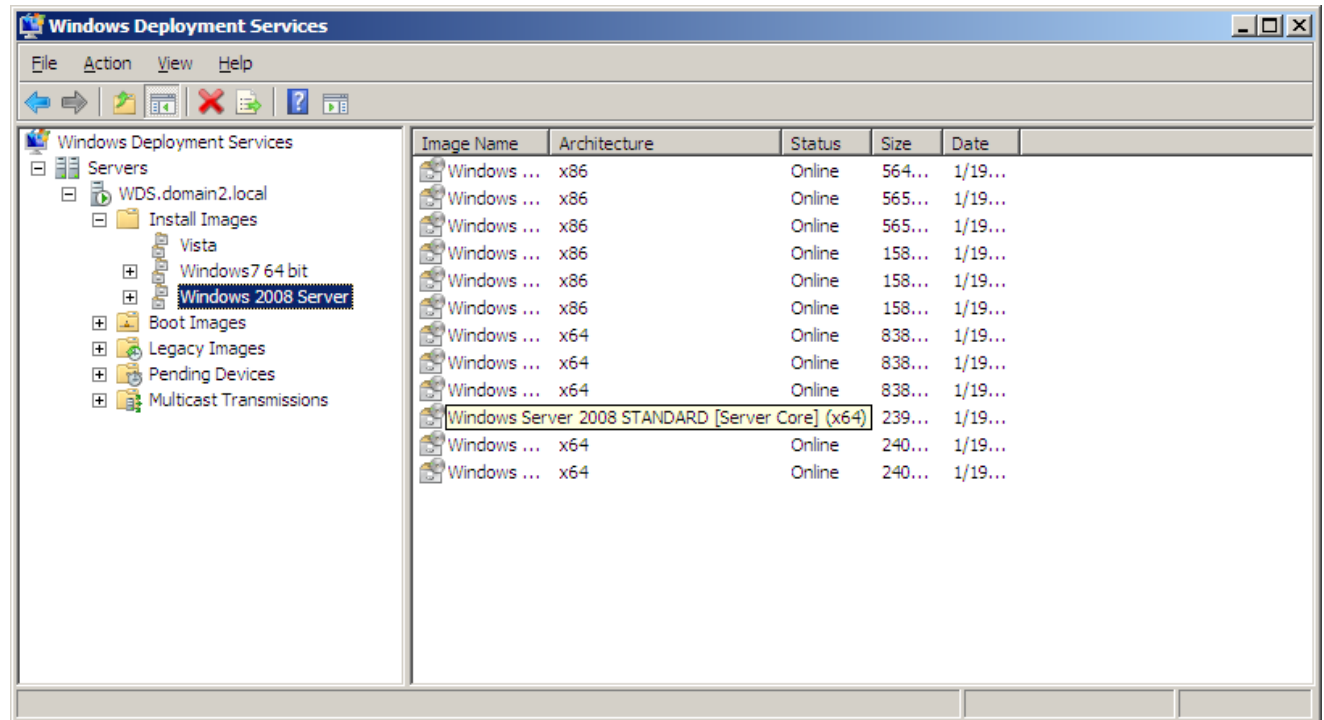 Windows Deployment Services
File Action View Help
Windows Deployment Services
Servers
WDS.domain2.local
Install Images
Vista
Windows7 64 bit
Windows 2008 Server
Boot Images
Legacy Images
Pending Devices
Multicast Transmissions
Image Name Architecture Status Size Date
Windows ... x86 Online 564... 1/19...
Windows ... x86 Online 565... 1/19...
Windows ... x86 Online 565... 1/19...
Windows ... x86 Online 158... 1/19...
Windows ... x86 Online 158... 1/19...
Windows ... x86 Online 158... 1/19...
Windows ... x64 Online 838... 1/19...
Windows ... x64 Online 838... 1/19...
Windows ... x64 Online 838... 1/19...
Windows Server 2008 STANDARD [Server Core] (x64) 239... 1/19...
Windows ... x64 Online 240... 1/19...
Windows ... x64 Online 240... 1/19...